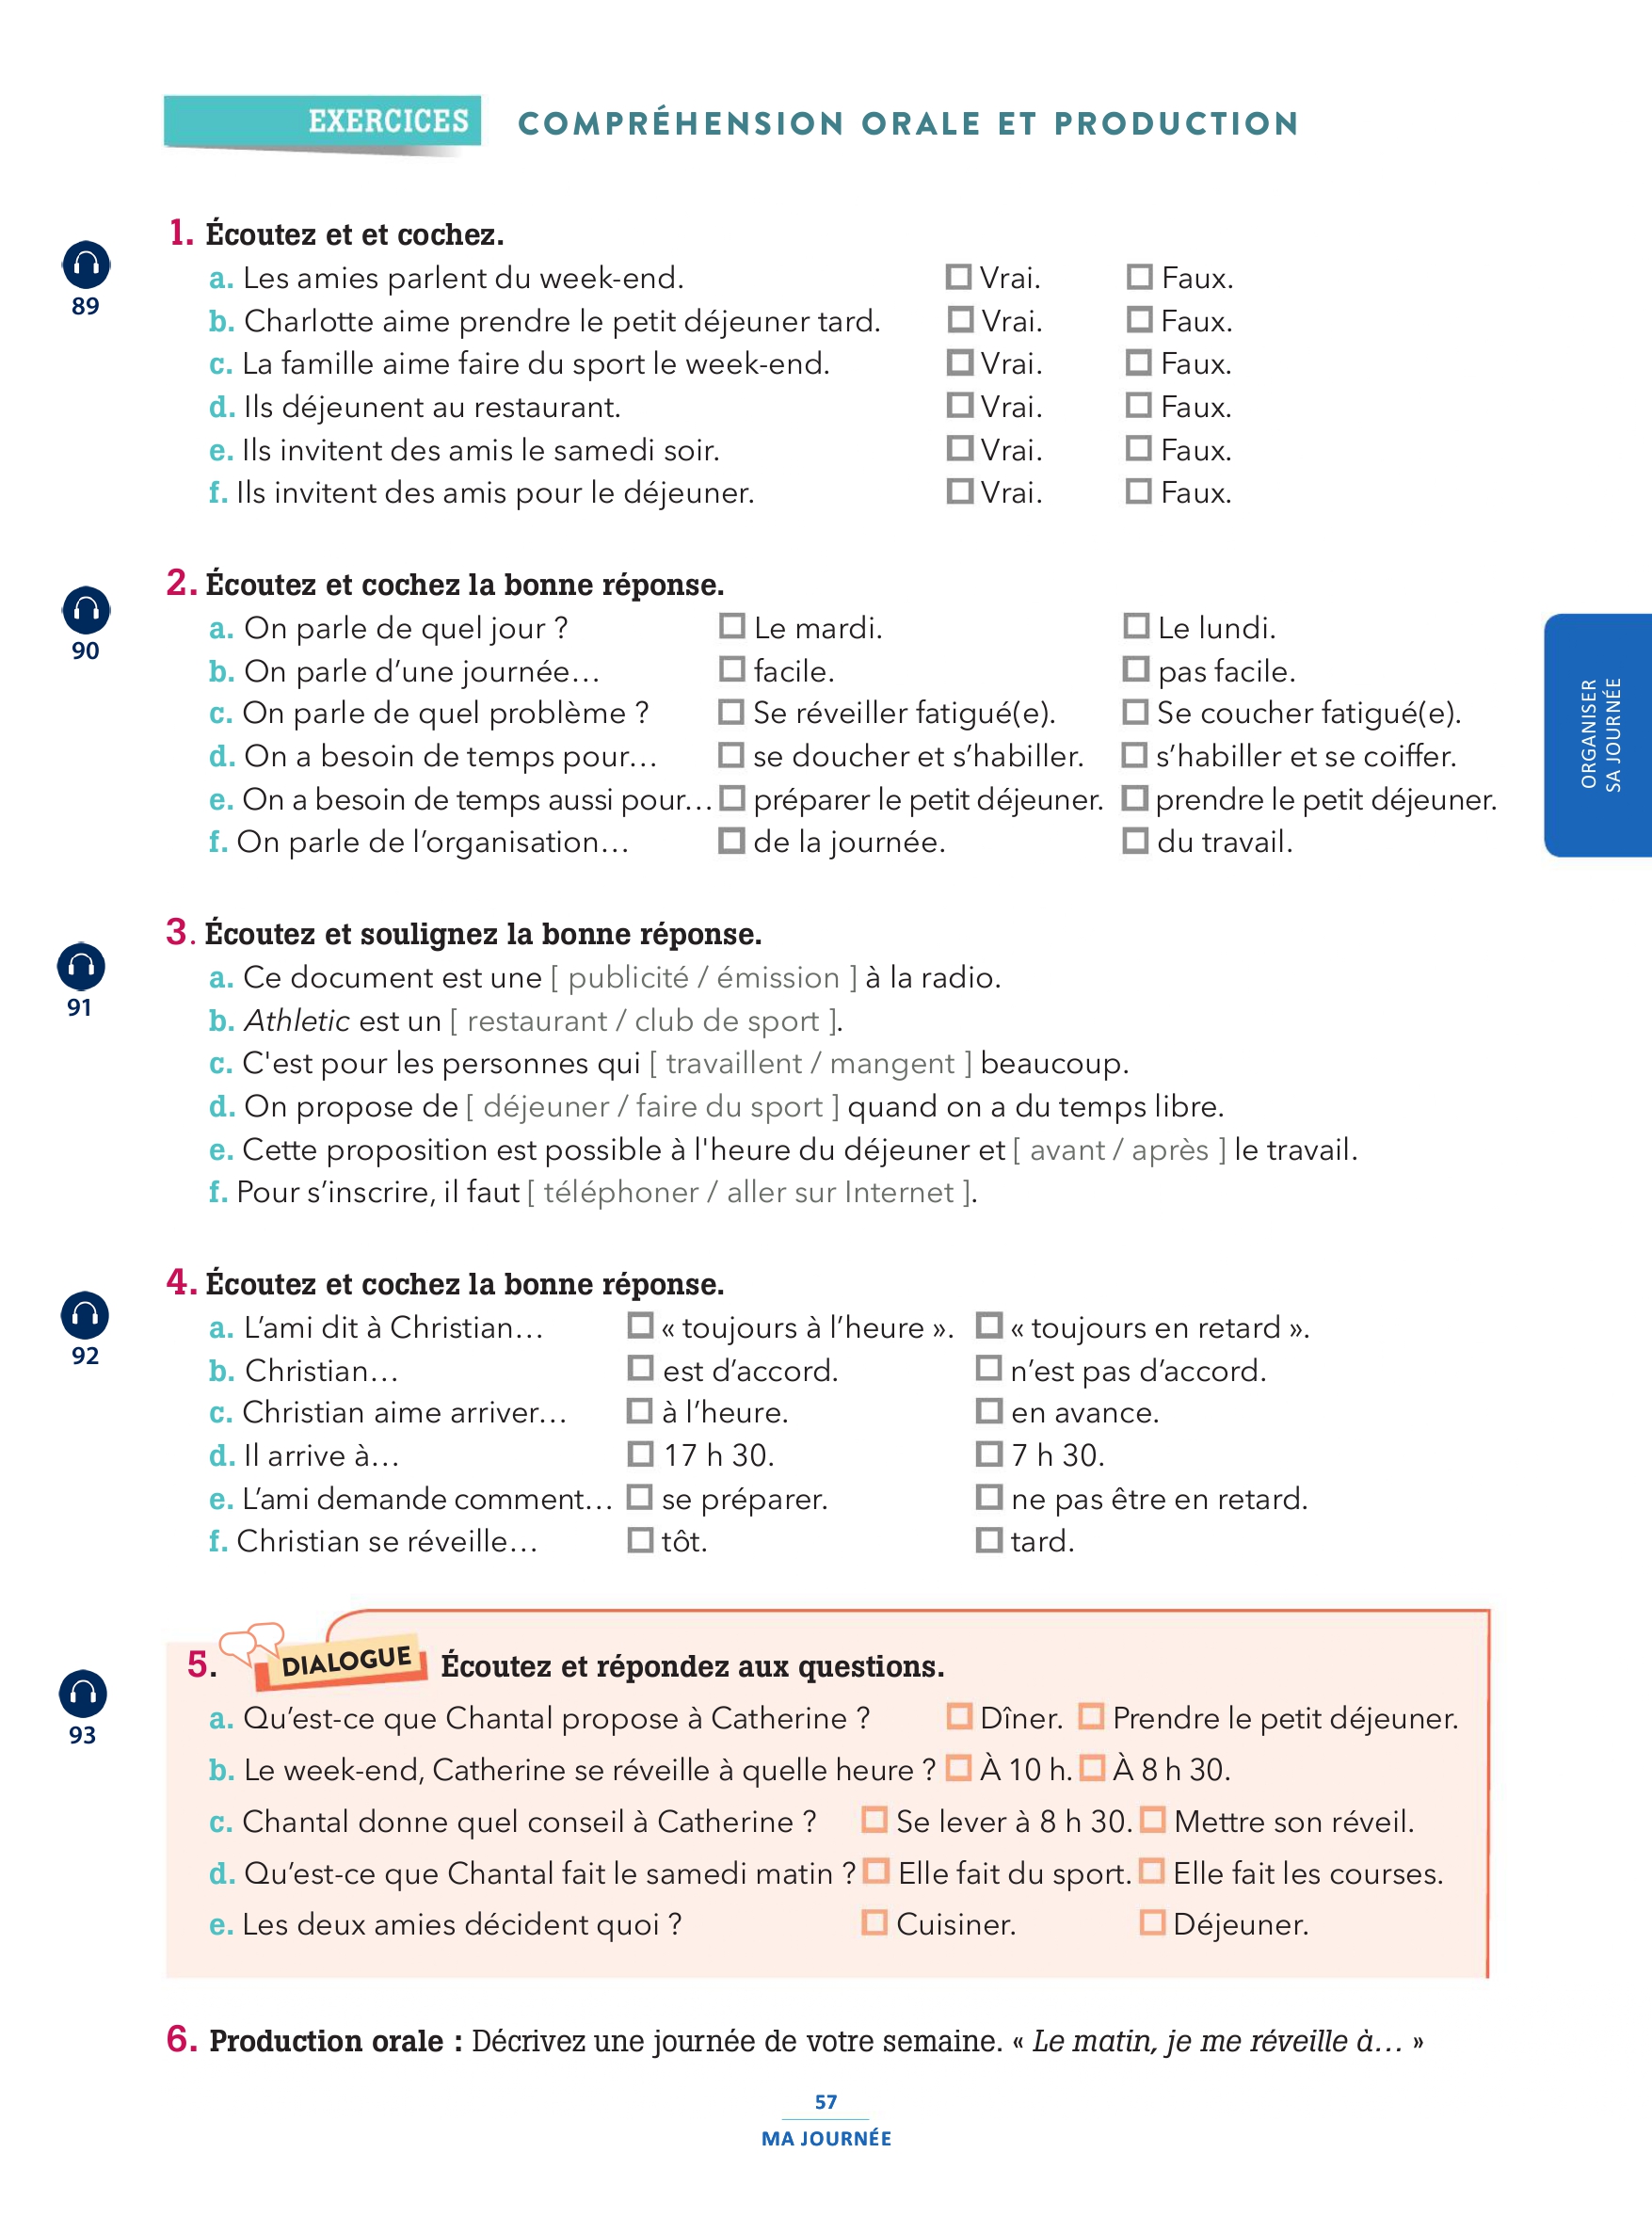 EXERCICES COMPRÉHENSION ORALE ET PRODUCTION
1. Écoutez et et cochez.
89
a. Les amies parlent du week-end. Vrai. Faux.
b. Charlotte aime prendre le petit déjeuner tard. Vrai. Faux.
c. La famille aime faire du sport le week-end. Vrai. Faux.
d. Ils déjeunent au restaurant. Vrai. Faux.
e. Ils invitent des amis le samedi soir. Vrai. Faux.
f. Ils invitent des amis pour le déjeuner. Vrai. Faux.
2. Écoutez et cochez la bonne réponse.
90
a. On parle de quel jour ? Le mardi. Le lundi.
b. On parle d’une journée… facile. pas facile.
c. On parle de quel problème ? Se réveiller fatigué(e). Se coucher fatigué(e).
d. On a besoin de temps pour… se doucher et s’habiller. s’habiller et se coiffer.
e. On a besoin de temps aussi pour… préparer le petit déjeuner. prendre le petit déjeuner.
f. On parle de l’organisation… de la journée. du travail.
ORGANISER
SA JOURNÉE
3. Écoutez et soulignez la bonne réponse.
91
a. Ce document est une [ publicité / émission ] à la radio.
b. Athletic est un [ restaurant / club de sport ].
c. C'est pour les personnes qui [ travaillent / mangent ] beaucoup.
d. On propose de [ déjeuner / faire du sport ] quand on a du temps libre.
e. Cette proposition est possible à l'heure du déjeuner et [ avant / après ] le travail.
f. Pour s’inscrire, il faut [ téléphoner / aller sur Internet ].
4. Écoutez et cochez la bonne réponse.
92
a. L’ami dit à Christian… « toujours à l’heure ». « toujours en retard ».
b. Christian… est d’accord. n’est pas d’accord.
c. Christian aime arriver… à l’heure. en avance.
d. Il arrive à… 17 h 30. 7 h 30.
e. L’ami demande comment… se préparer. ne pas être en retard.
f. Christian se réveille… tôt. tard.
5. DIALOGUE Écoutez et répondez aux questions.
93
a. Qu’est-ce que Chantal propose à Catherine ? Dîner. Prendre le petit déjeuner.
b. Le week-end, Catherine se réveille à quelle heure ? À 10 h. À 8 h 30.
c. Chantal donne quel conseil à Catherine ? Se lever à 8 h 30. Mettre son réveil.
d. Qu’est-ce que Chantal fait le samedi matin ? Elle fait du sport. Elle fait les courses.
e. Les deux amies décident quoi ? Cuisiner. Déjeuner.
6. Production orale : Décrivez une journée de votre semaine. « Le matin, je me réveille à… »
57
MA JOURNÉE